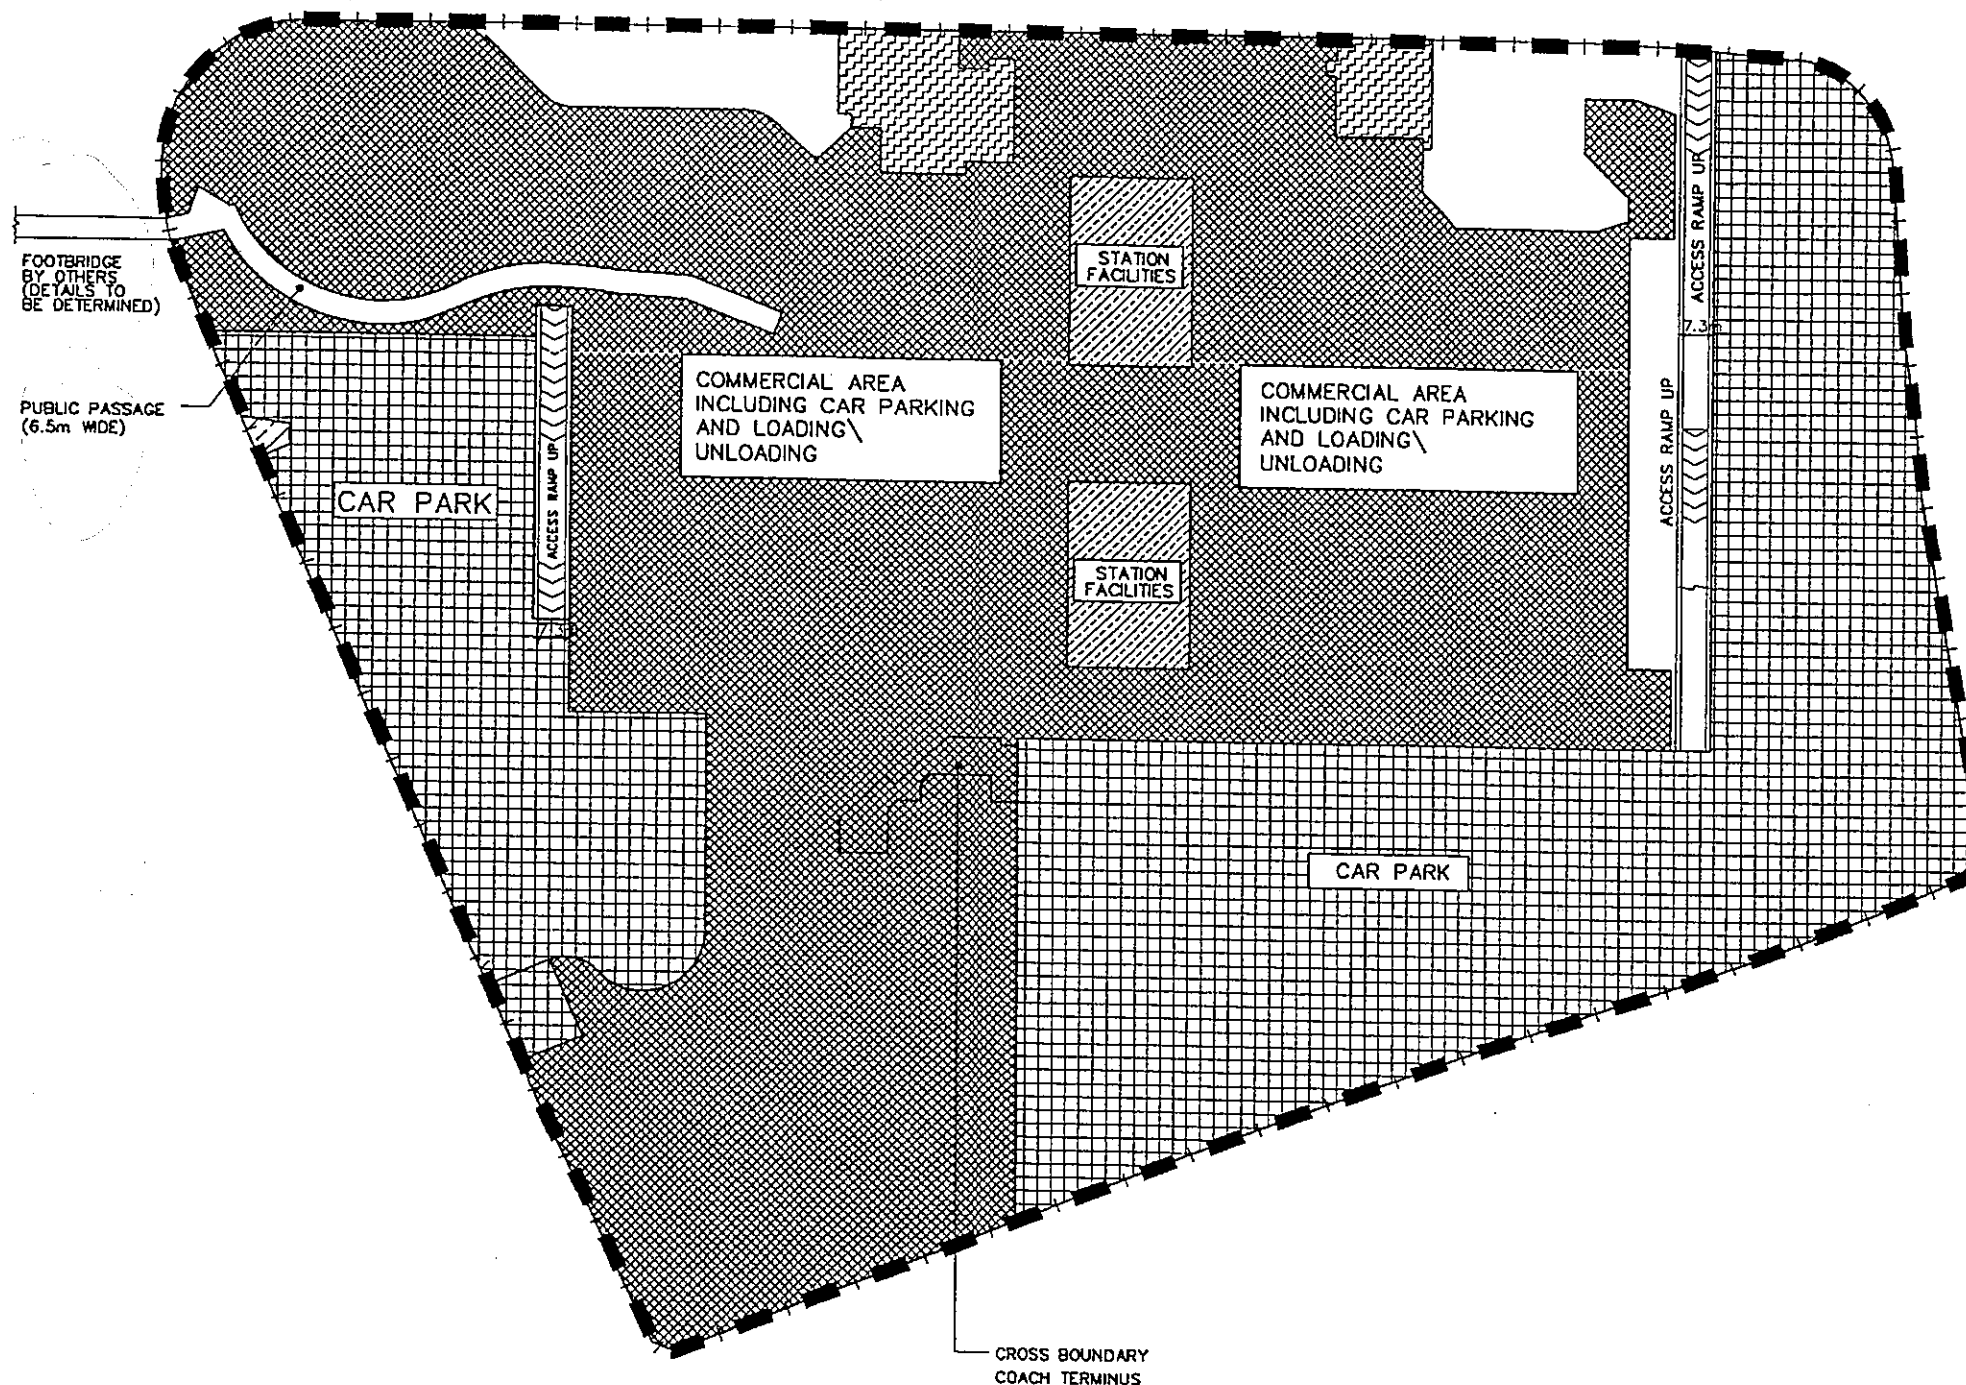 FOOTBRIDGE
BY OTHERS
(DETAILS TO
BE DETERMINED)
PUBLIC PASSAGE
(6.5m WIDE)
CAR PARK
ACCESS RAMP UP
COMMERCIAL AREA
INCLUDING CAR PARKING
AND LOADING\
UNLOADING
STATION
FACILITIES
STATION
FACILITIES
COMMERCIAL AREA
INCLUDING CAR PARKING
AND LOADING\
UNLOADING
ACCESS RAMP UP
ACCESS RAMP UP
7.3m
CAR PARK
CROSS BOUNDARY
COACH TERMINUS